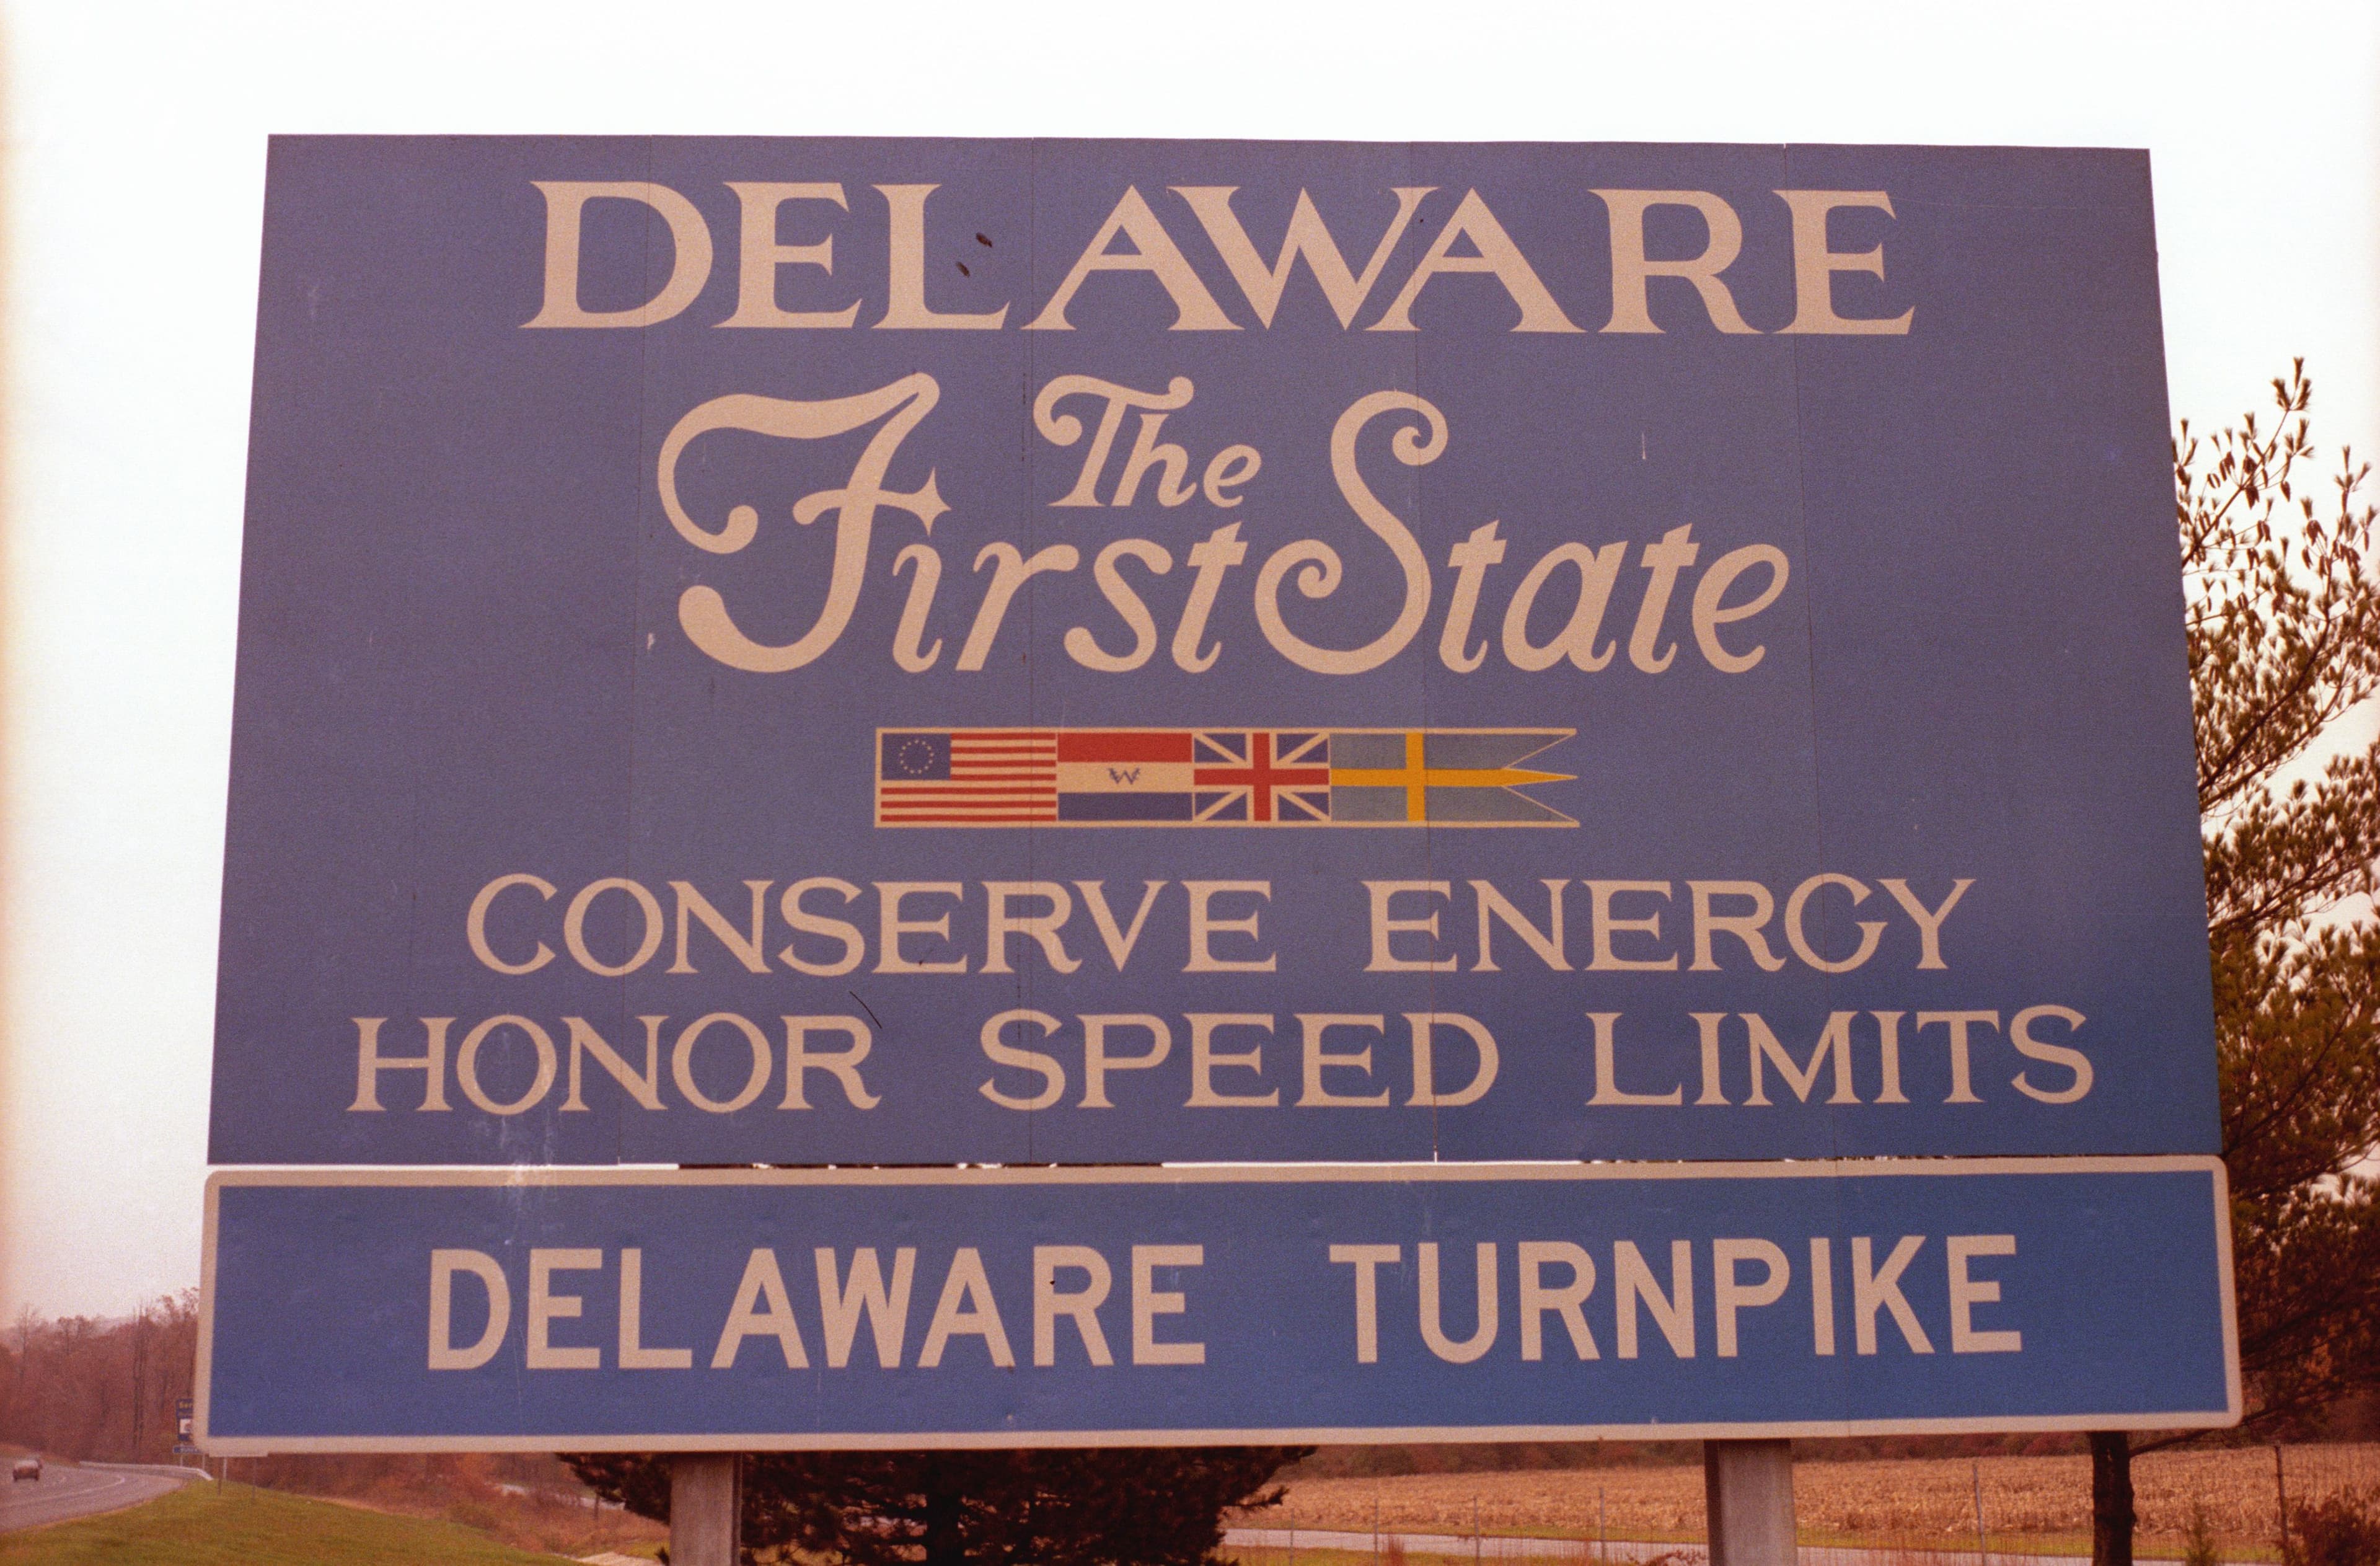 DELAWARE
The
First State
W
CONSERVE ENERGY
HONOR SPEED LIMITS
DELAWARE TURNPIKE